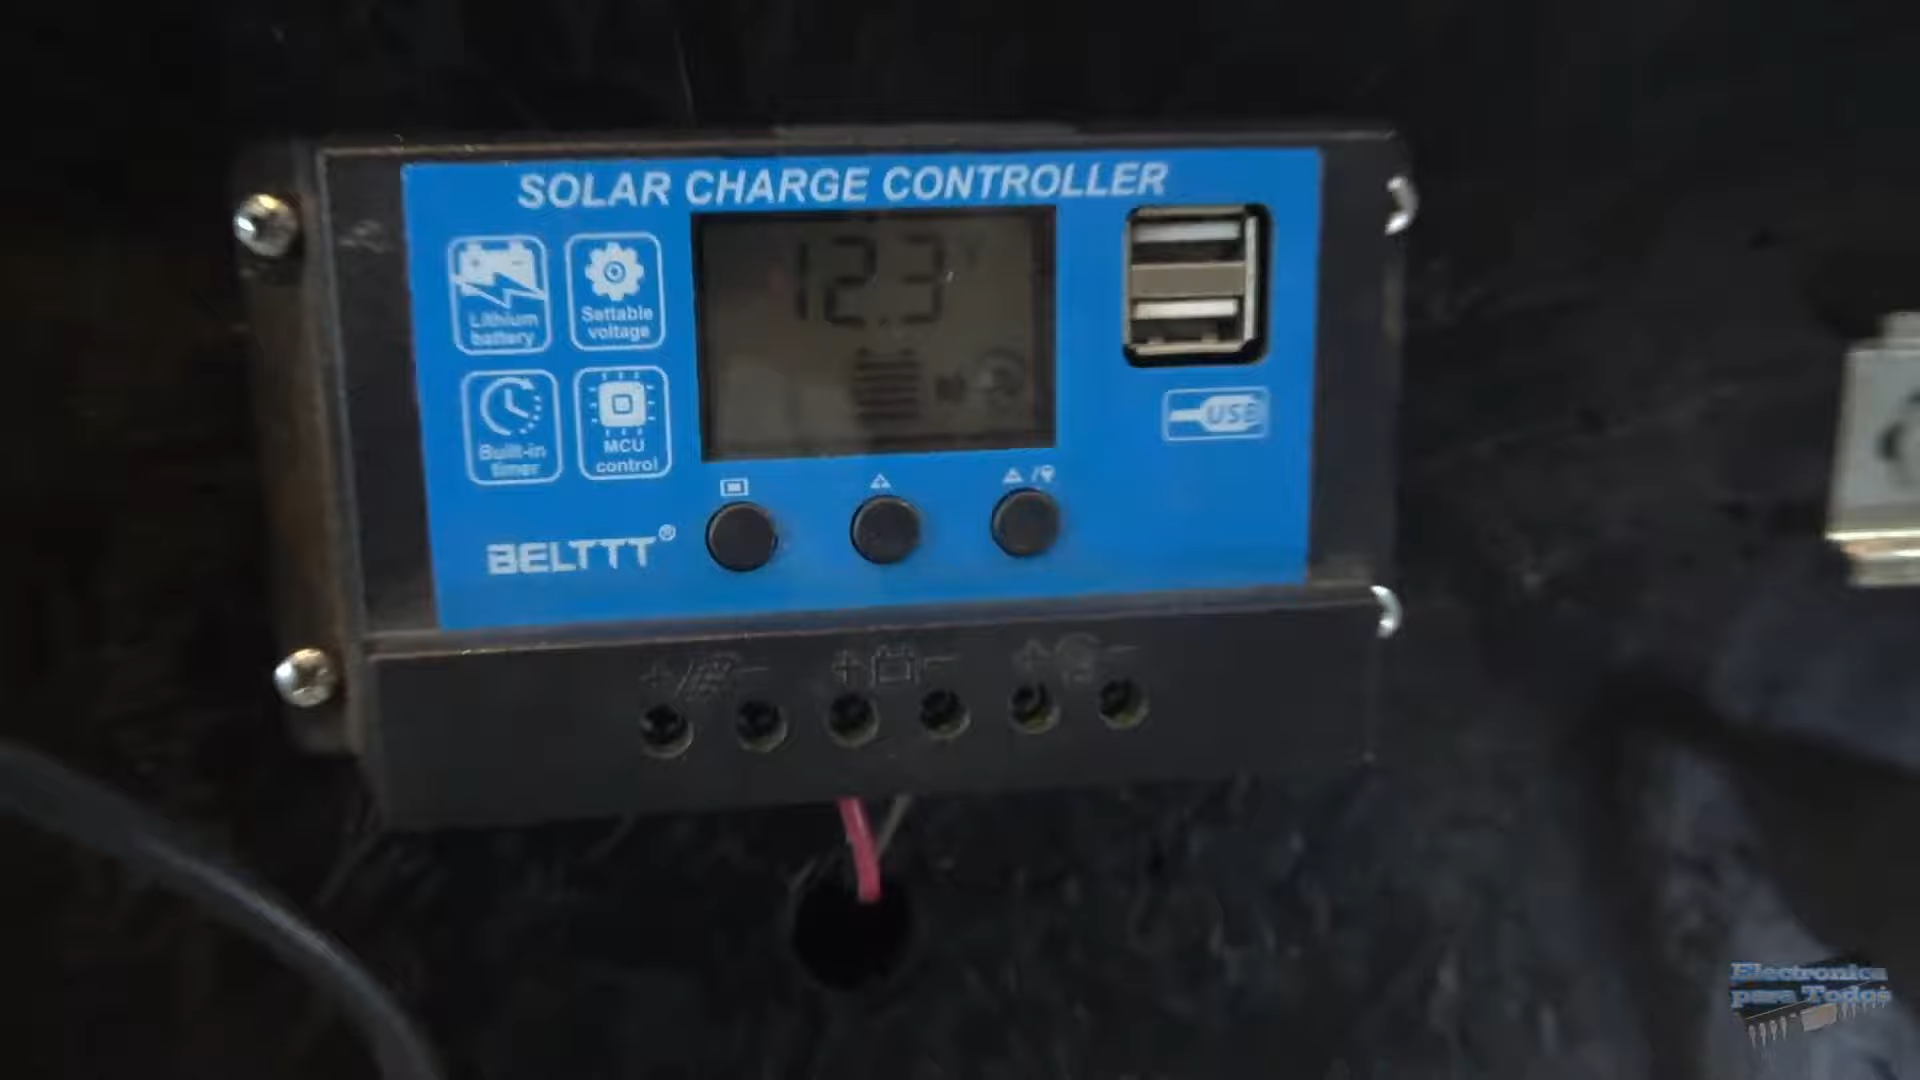 SOLAR CHARGE CONTROLLER
12.3 V
Lithium
battery
Settable
voltage
Built-in
timer
MCU
control
USB
BELTTT®
+ -
+ -
+ -
Electronica
para Todos